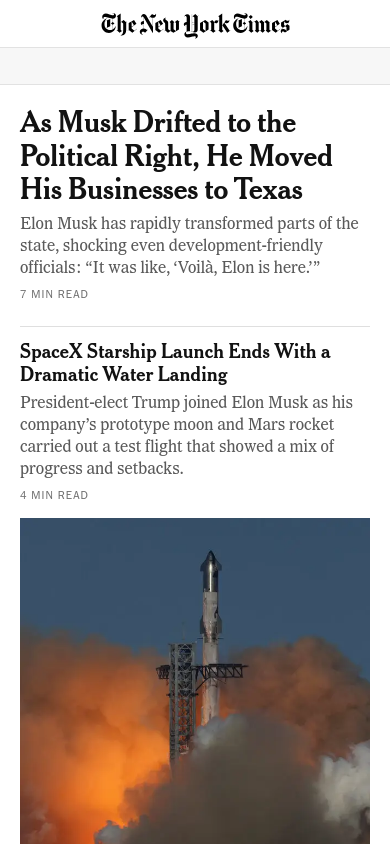 The New York Times
As Musk Drifted to the
Political Right, He Moved
His Businesses to Texas
Elon Musk has rapidly transformed parts of the
state, shocking even development-friendly
officials: “It was like, ‘Voilà, Elon is here.’”
7 MIN READ
SpaceX Starship Launch Ends With a
Dramatic Water Landing
President-elect Trump joined Elon Musk as his
company’s prototype moon and Mars rocket
carried out a test flight that showed a mix of
progress and setbacks.
4 MIN READ